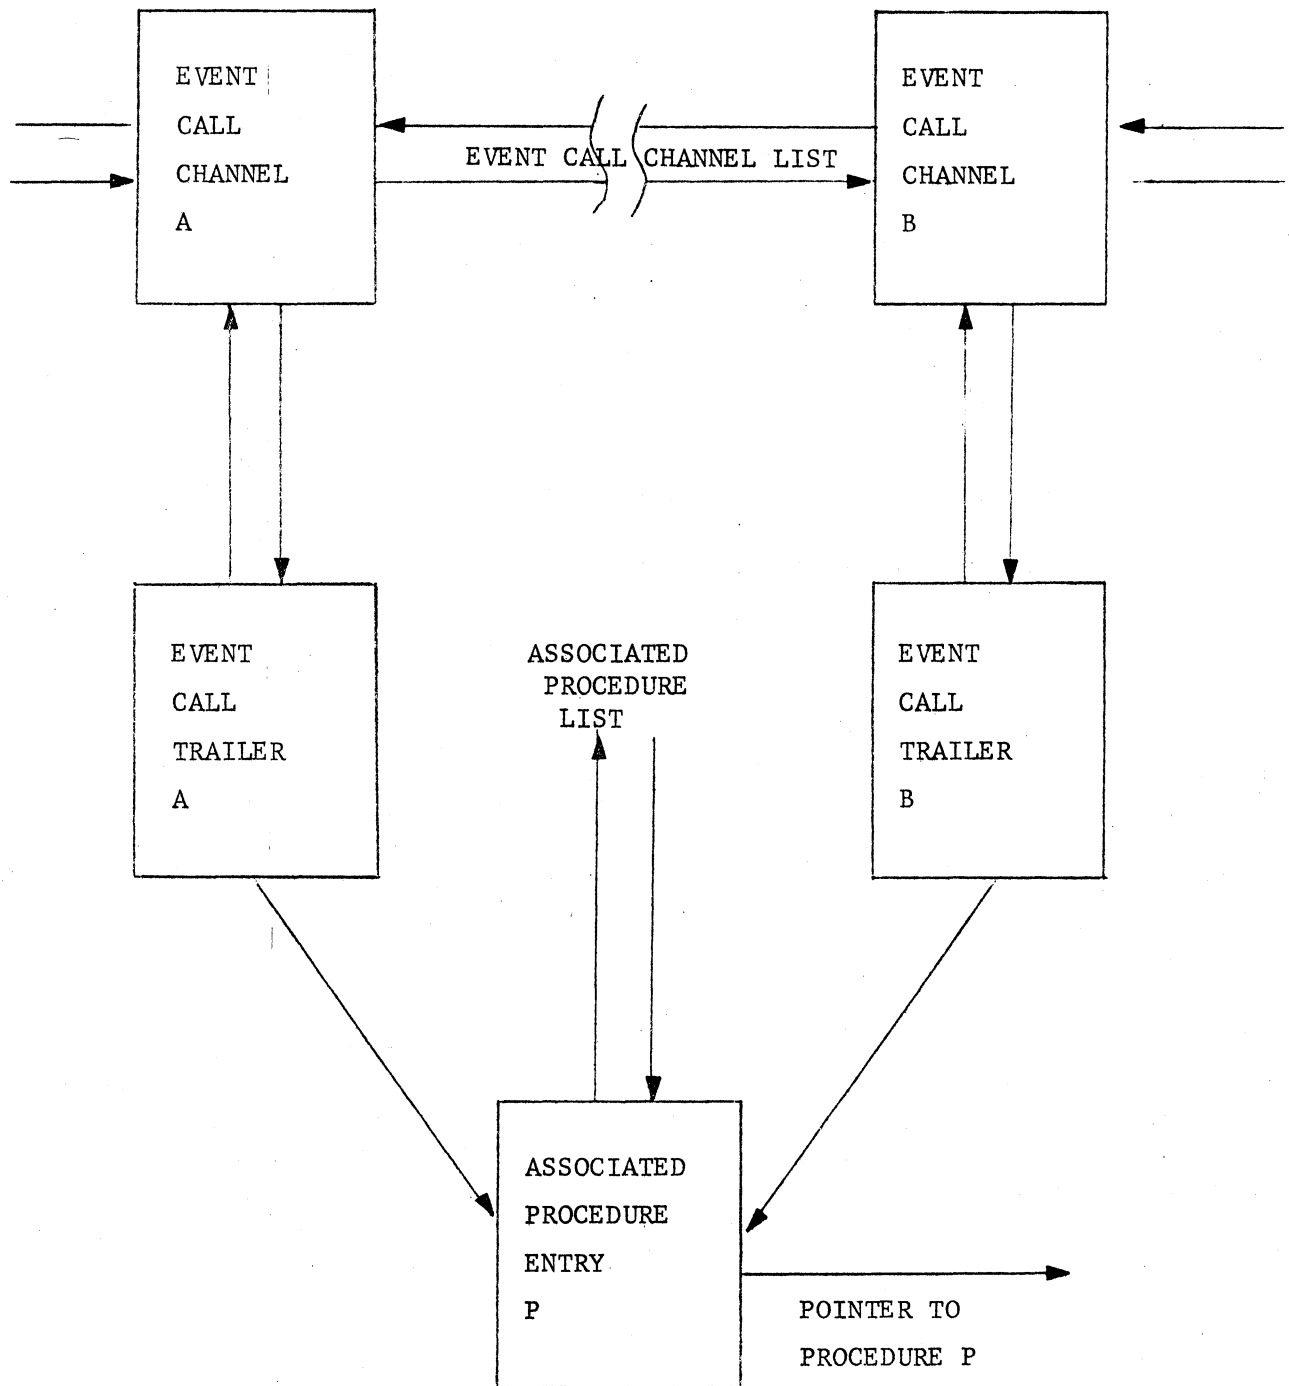 EVENT
CALL
CHANNEL
A
EVENT CALL CHANNEL LIST
EVENT
CALL
CHANNEL
B
EVENT
CALL
TRAILER
A
ASSOCIATED
PROCEDURE
LIST
EVENT
CALL
TRAILER
B
ASSOCIATED
PROCEDURE
ENTRY
P
POINTER TO
PROCEDURE P